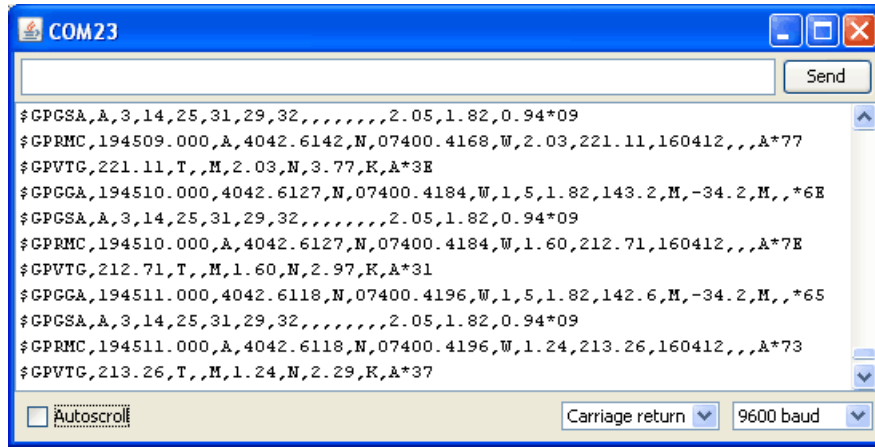 COM23
Send
$GPGSA,A,3,14,25,31,29,32,,,,,,,,2.05,1.82,0.94*09
$GPRMC,194509.000,A,4042.6142,N,07400.4168,W,2.03,221.11,160412,,,A*77
$GPVTG,221.11,T,,M,2.03,N,3.77,K,A*3E
$GPGGA,194510.000,4042.6127,N,07400.4184,W,1,5,1.82,143.2,M,-34.2,M,,*6E
$GPGSA,A,3,14,25,31,29,32,,,,,,,,2.05,1.82,0.94*09
$GPRMC,194510.000,A,4042.6127,N,07400.4184,W,1.60,212.71,160412,,,A*7E
$GPVTG,212.71,T,,M,1.60,N,2.97,K,A*31
$GPGGA,194511.000,4042.6118,N,07400.4196,W,1,5,1.82,142.6,M,-34.2,M,,*65
$GPGSA,A,3,14,25,31,29,32,,,,,,,,2.05,1.82,0.94*09
$GPRMC,194511.000,A,4042.6118,N,07400.4196,W,1.24,213.26,160412,,,A*73
$GPVTG,213.26,T,,M,1.24,N,2.29,K,A*37
Autoscroll Carriage return 9600 baud